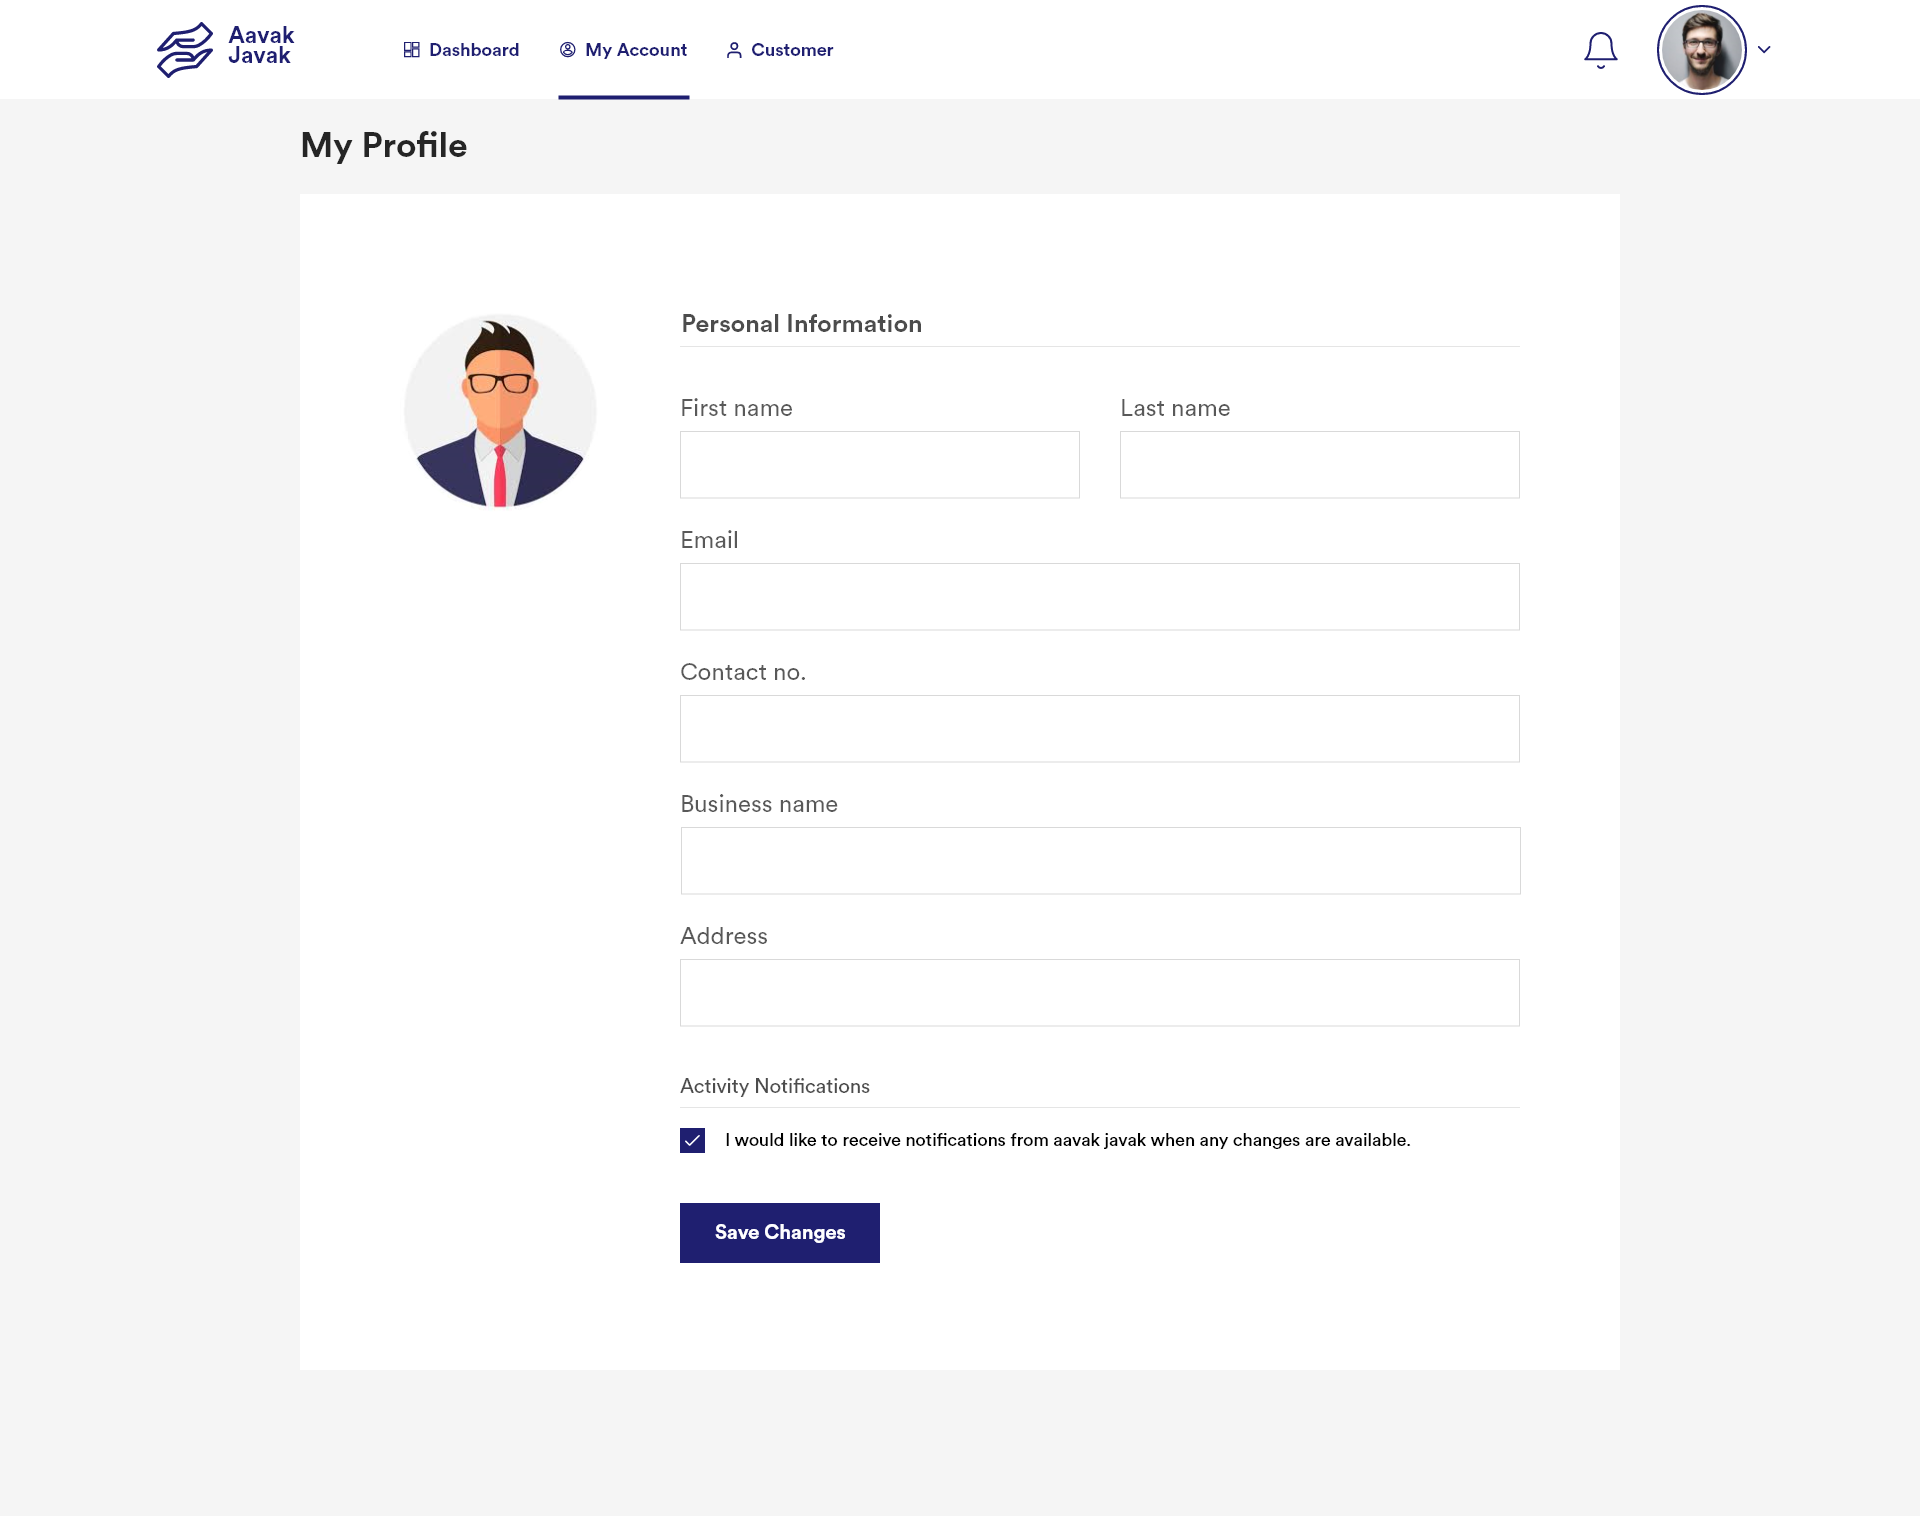 Aavak
Javak
Dashboard
My Account
Customer
My Profile
Personal Information
First name
Last name
Email
Contact no.
Business name
Address
Activity Notifications
I would like to receive notifications from aavak javak when any changes are available.
Save Changes